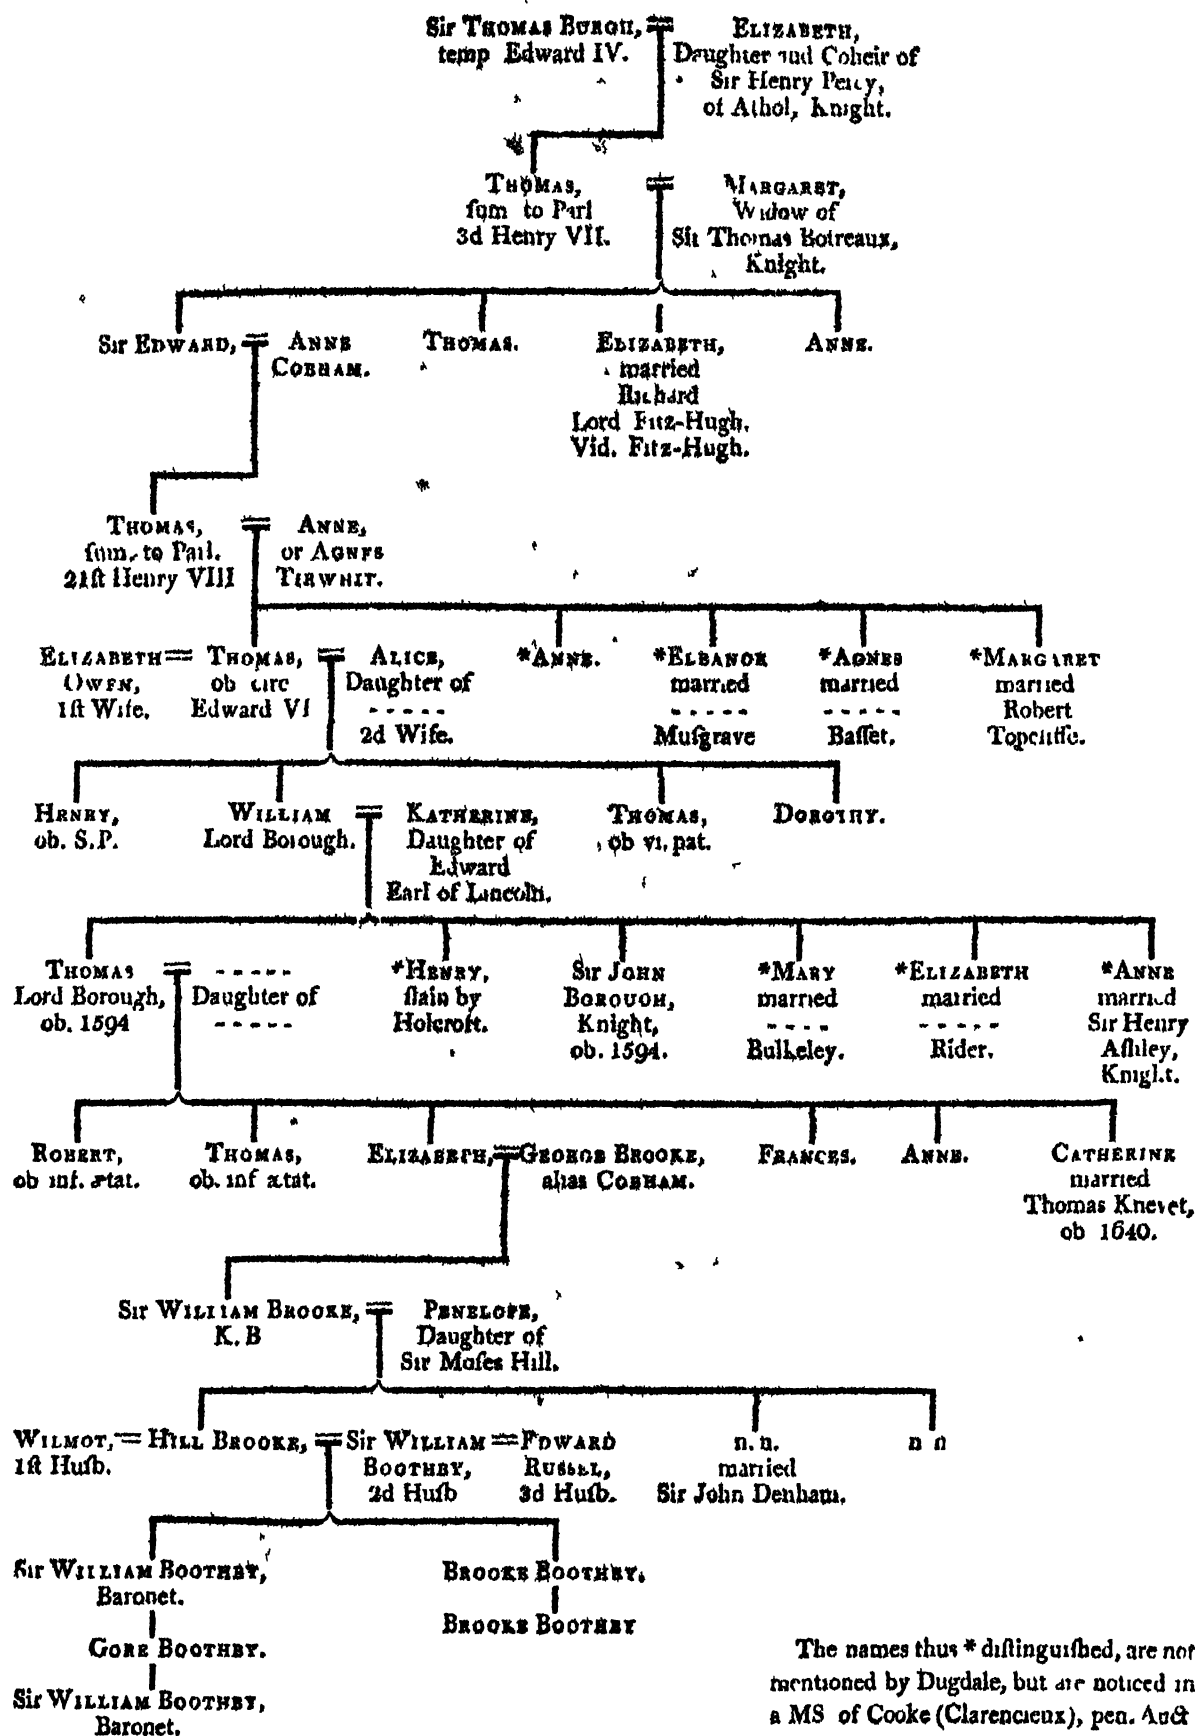 Sir THOMAS BURGH,
temp Edward IV.
ELIZABETH,
Daughter and Coheir of
Sir Henry Percy,
of Athol, Knight.
THOMAS,
ſum to Parl
3d Henry VII.
MARGARET,
Widow of
Sir Thomas Botreaux,
Knight.
Sir EDWARD,
ANNE
COBHAM.
THOMAS.
ELIZABETH,
married
Richard
Lord Fitz-Hugh.
Vid. Fitz-Hugh.
ANNE.
THOMAS,
ſum. to Parl.
21ſt Henry VIII
ANNE,
or AGNES
TIRWHIT.
ELIZABETH
OWEN,
1ſt Wife.
THOMAS,
ob circ
Edward VI
ALICE,
Daughter of
- - - - -
2d Wife.
*ANNE.
*ELEANOR
married
- - - - -
Muſgrave
*AGNES
married
- - - - -
Baſſet.
*MARGARET
married
Robert
Topcliffe.
HENRY,
ob. S.P.
WILLIAM
Lord Borough.
KATHERINE,
Daughter of
Edward
Earl of Lincoln.
THOMAS,
ob vi. pat.
DOROTHY.
THOMAS
Lord Borough,
ob. 1594
- - - - -
Daughter of
- - - - -
*HENRY,
ſlain by
Holcroft.
Sir JOHN
BOROUGH,
Knight,
ob. 1594.
*MARY
married
- - - -
Bulkeley.
*ELIZABETH
married
- - - - -
Rider.
*ANNE
married
Sir Henry
Aſhley,
Knight.
ROBERT,
ob inf. ætat.
THOMAS,
ob. inf ætat.
ELIZABETH,
GEORGE BROOKE,
alias COBHAM.
FRANCES.
ANNE.
CATHERINE
married
Thomas Knevet,
ob 1640.
Sir WILLIAM BROOKE,
K. B
PENELOPE,
Daughter of
Sir Moſes Hill.
WILMOT,
1ſt Huſb.
HILL BROOKE,
Sir WILLIAM
BOOTHBY,
2d Huſb
EDWARD
RUSSEL,
3d Huſb.
n. n.
married
Sir John Denham.
n n
Sir WILLIAM BOOTHBY,
Baronet.
BROOKE BOOTHBY.
BROOKE BOOTHBY
GORE BOOTHBY.
Sir WILLIAM BOOTHBY,
Baronet.
The names thus * diſtinguiſhed, are not
mentioned by Dugdale, but are noticed in
a MS of Cooke (Clarencieux), pen. Auct